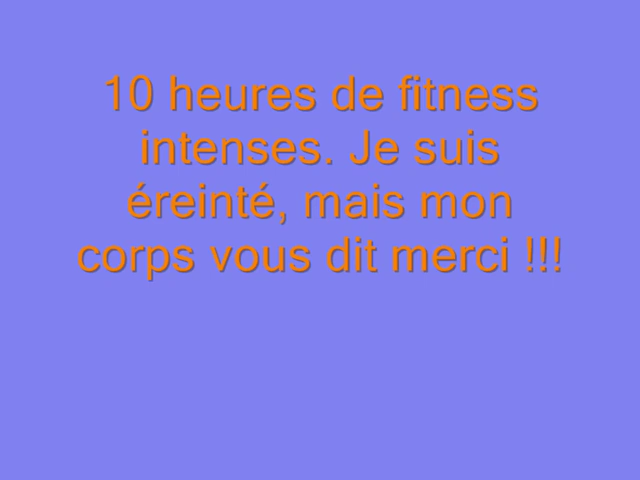 10 heures de fitness
intenses. Je suis
éreinté, mais mon
corps vous dit merci !!!